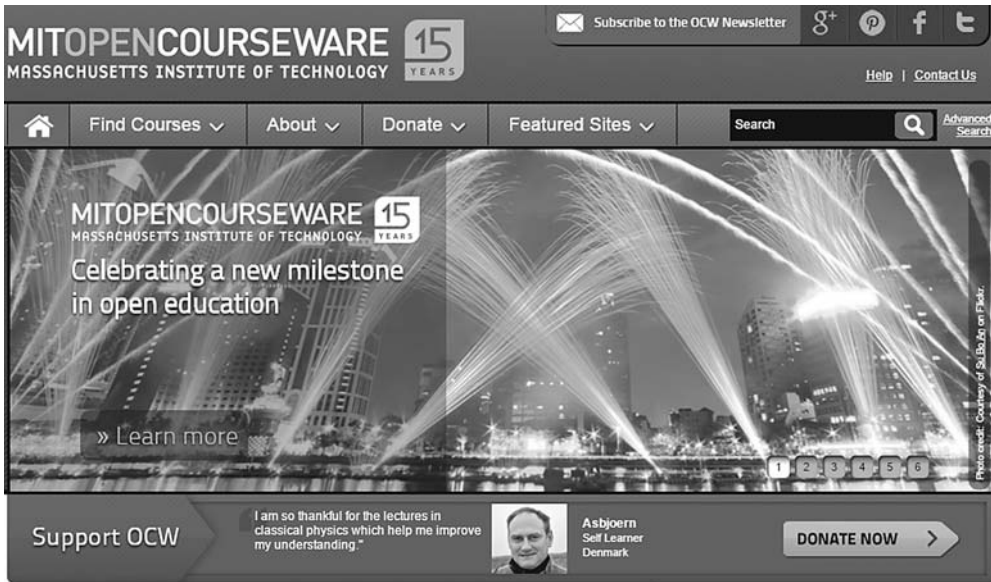 MITOPENCOURSEWARE 15
MASSACHUSETTS INSTITUTE OF TECHNOLOGY YEARS
Subscribe to the OCW Newsletter
Help | Contact Us
Find Courses About Donate Featured Sites Search Advanced
Search
MITOPENCOURSEWARE 15
MASSACHUSETTS INSTITUTE OF TECHNOLOGY YEARS
Celebrating a new milestone
in open education
» Learn more
1 2 3 4 5 6
Photo credit: Courtesy of Su Bo An on Flickr.
Support OCW
I am so thankful for the lectures in
classical physics which help me improve
my understanding."
Asbjoern
Self Learner
Denmark
DONATE NOW